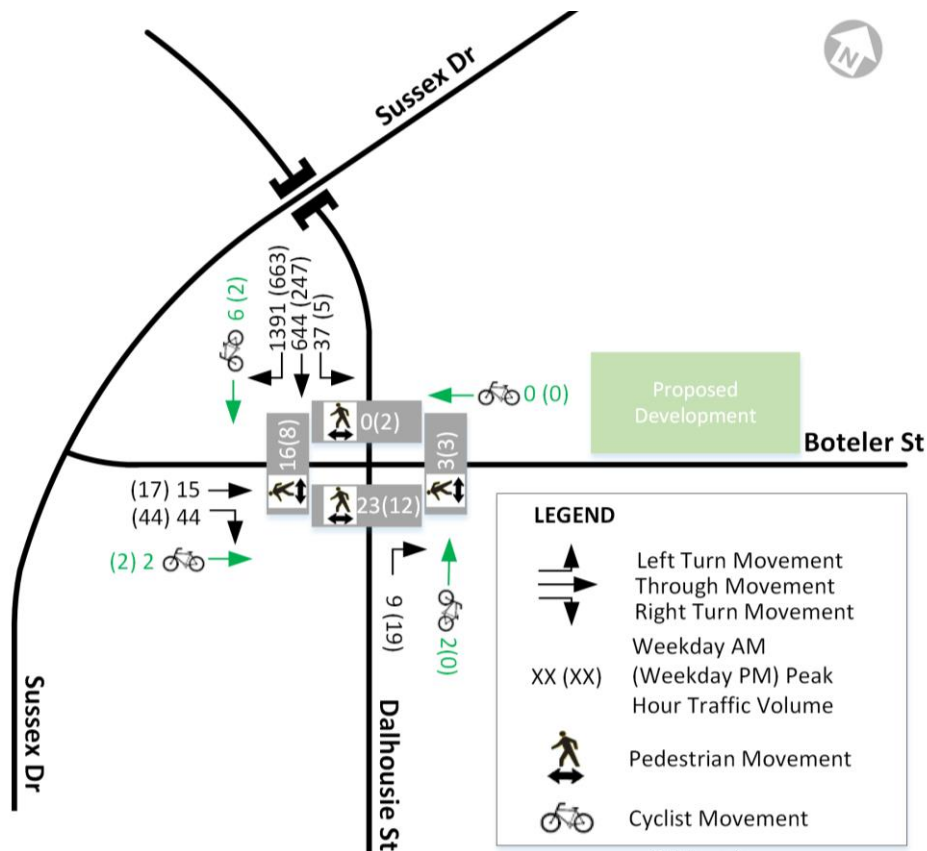 Sussex Dr
N
6 (2)
1391 (663)
644 (247)
37 (5)
0 (0)
Proposed
Development
0(2)
16(8)
3(3)
Boteler St
(17) 15
(44) 44
23(12)
(2) 2
9 (19)
2(0)
Sussex Dr
Dalhousie St
LEGEND
Left Turn Movement
Through Movement
Right Turn Movement
XX (XX)
Weekday AM
(Weekday PM) Peak
Hour Traffic Volume
Pedestrian Movement
Cyclist Movement